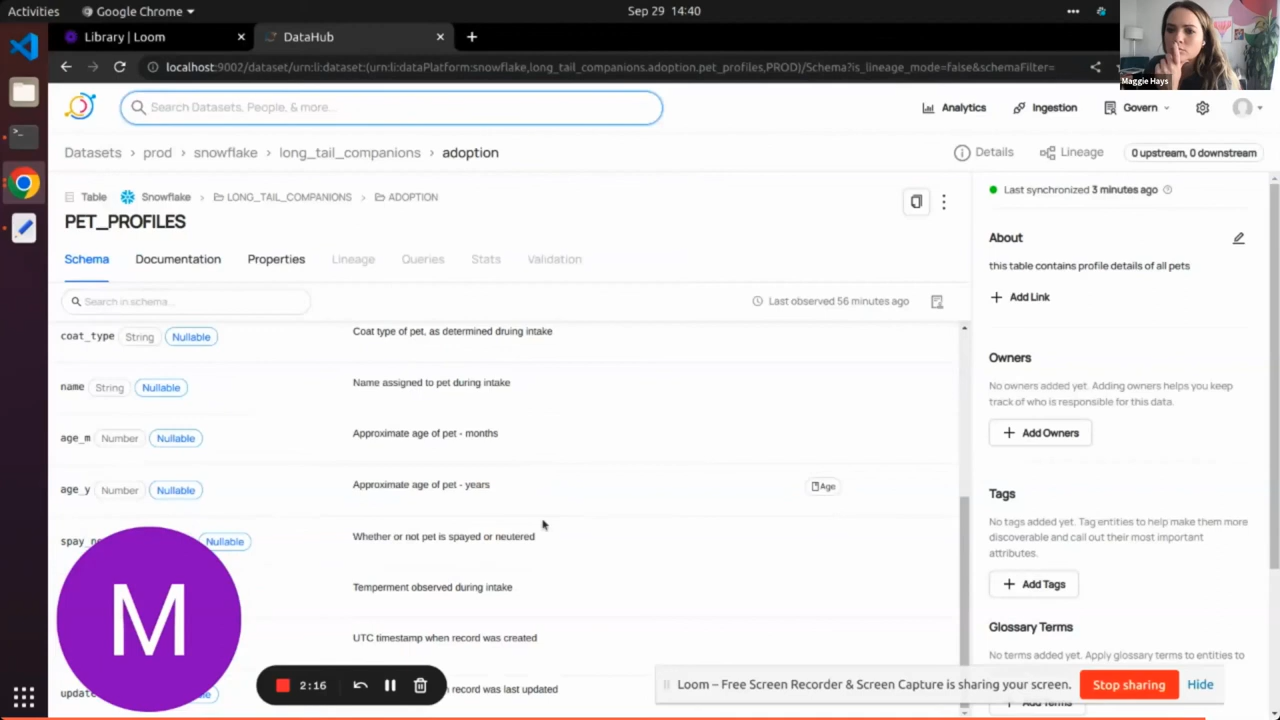 Activities Google Chrome Sep 29 14:40
Library | Loom DataHub
localhost:9002/dataset/urn:li:dataset:(urn:li:dataPlatform:snowflake,long_tail_companions.adoption.pet_profiles,PROD)/Schema?is_lineage_mode=false&schemaFilter=
Maggie Hays
Search Datasets, People, & more...
Analytics Ingestion Govern
Datasets > prod > snowflake > long_tail_companions > adoption
Details Lineage 0 upstream, 0 downstream
Table Snowflake > LONG_TAIL_COMPANIONS > ADOPTION
PET_PROFILES
Schema Documentation Properties Lineage Queries Stats Validation
Search in schema...
Last observed 56 minutes ago
coat_type String Nullable Coat type of pet, as determined druing intake
name String Nullable Name assigned to pet during intake
age_m Number Nullable Approximate age of pet - months
age_y Number Nullable Approximate age of pet - years Age
spay_ Nullable Whether or not pet is spayed or neutered
Temperment observed during intake
UTC timestamp when record was created
update record was last updated
Last synchronized 3 minutes ago
About
this table contains profile details of all pets
Add Link
Owners
No owners added yet. Adding owners helps you keep
track of who is responsible for this data.
Add Owners
Tags
No tags added yet. Tag entities to help make them more
discoverable and call out their most important
attributes.
Add Tags
Glossary Terms
No terms added yet. Apply glossary terms to entities to
Add Terms
M
2:16
Loom – Free Screen Recorder & Screen Capture is sharing your screen. Stop sharing Hide